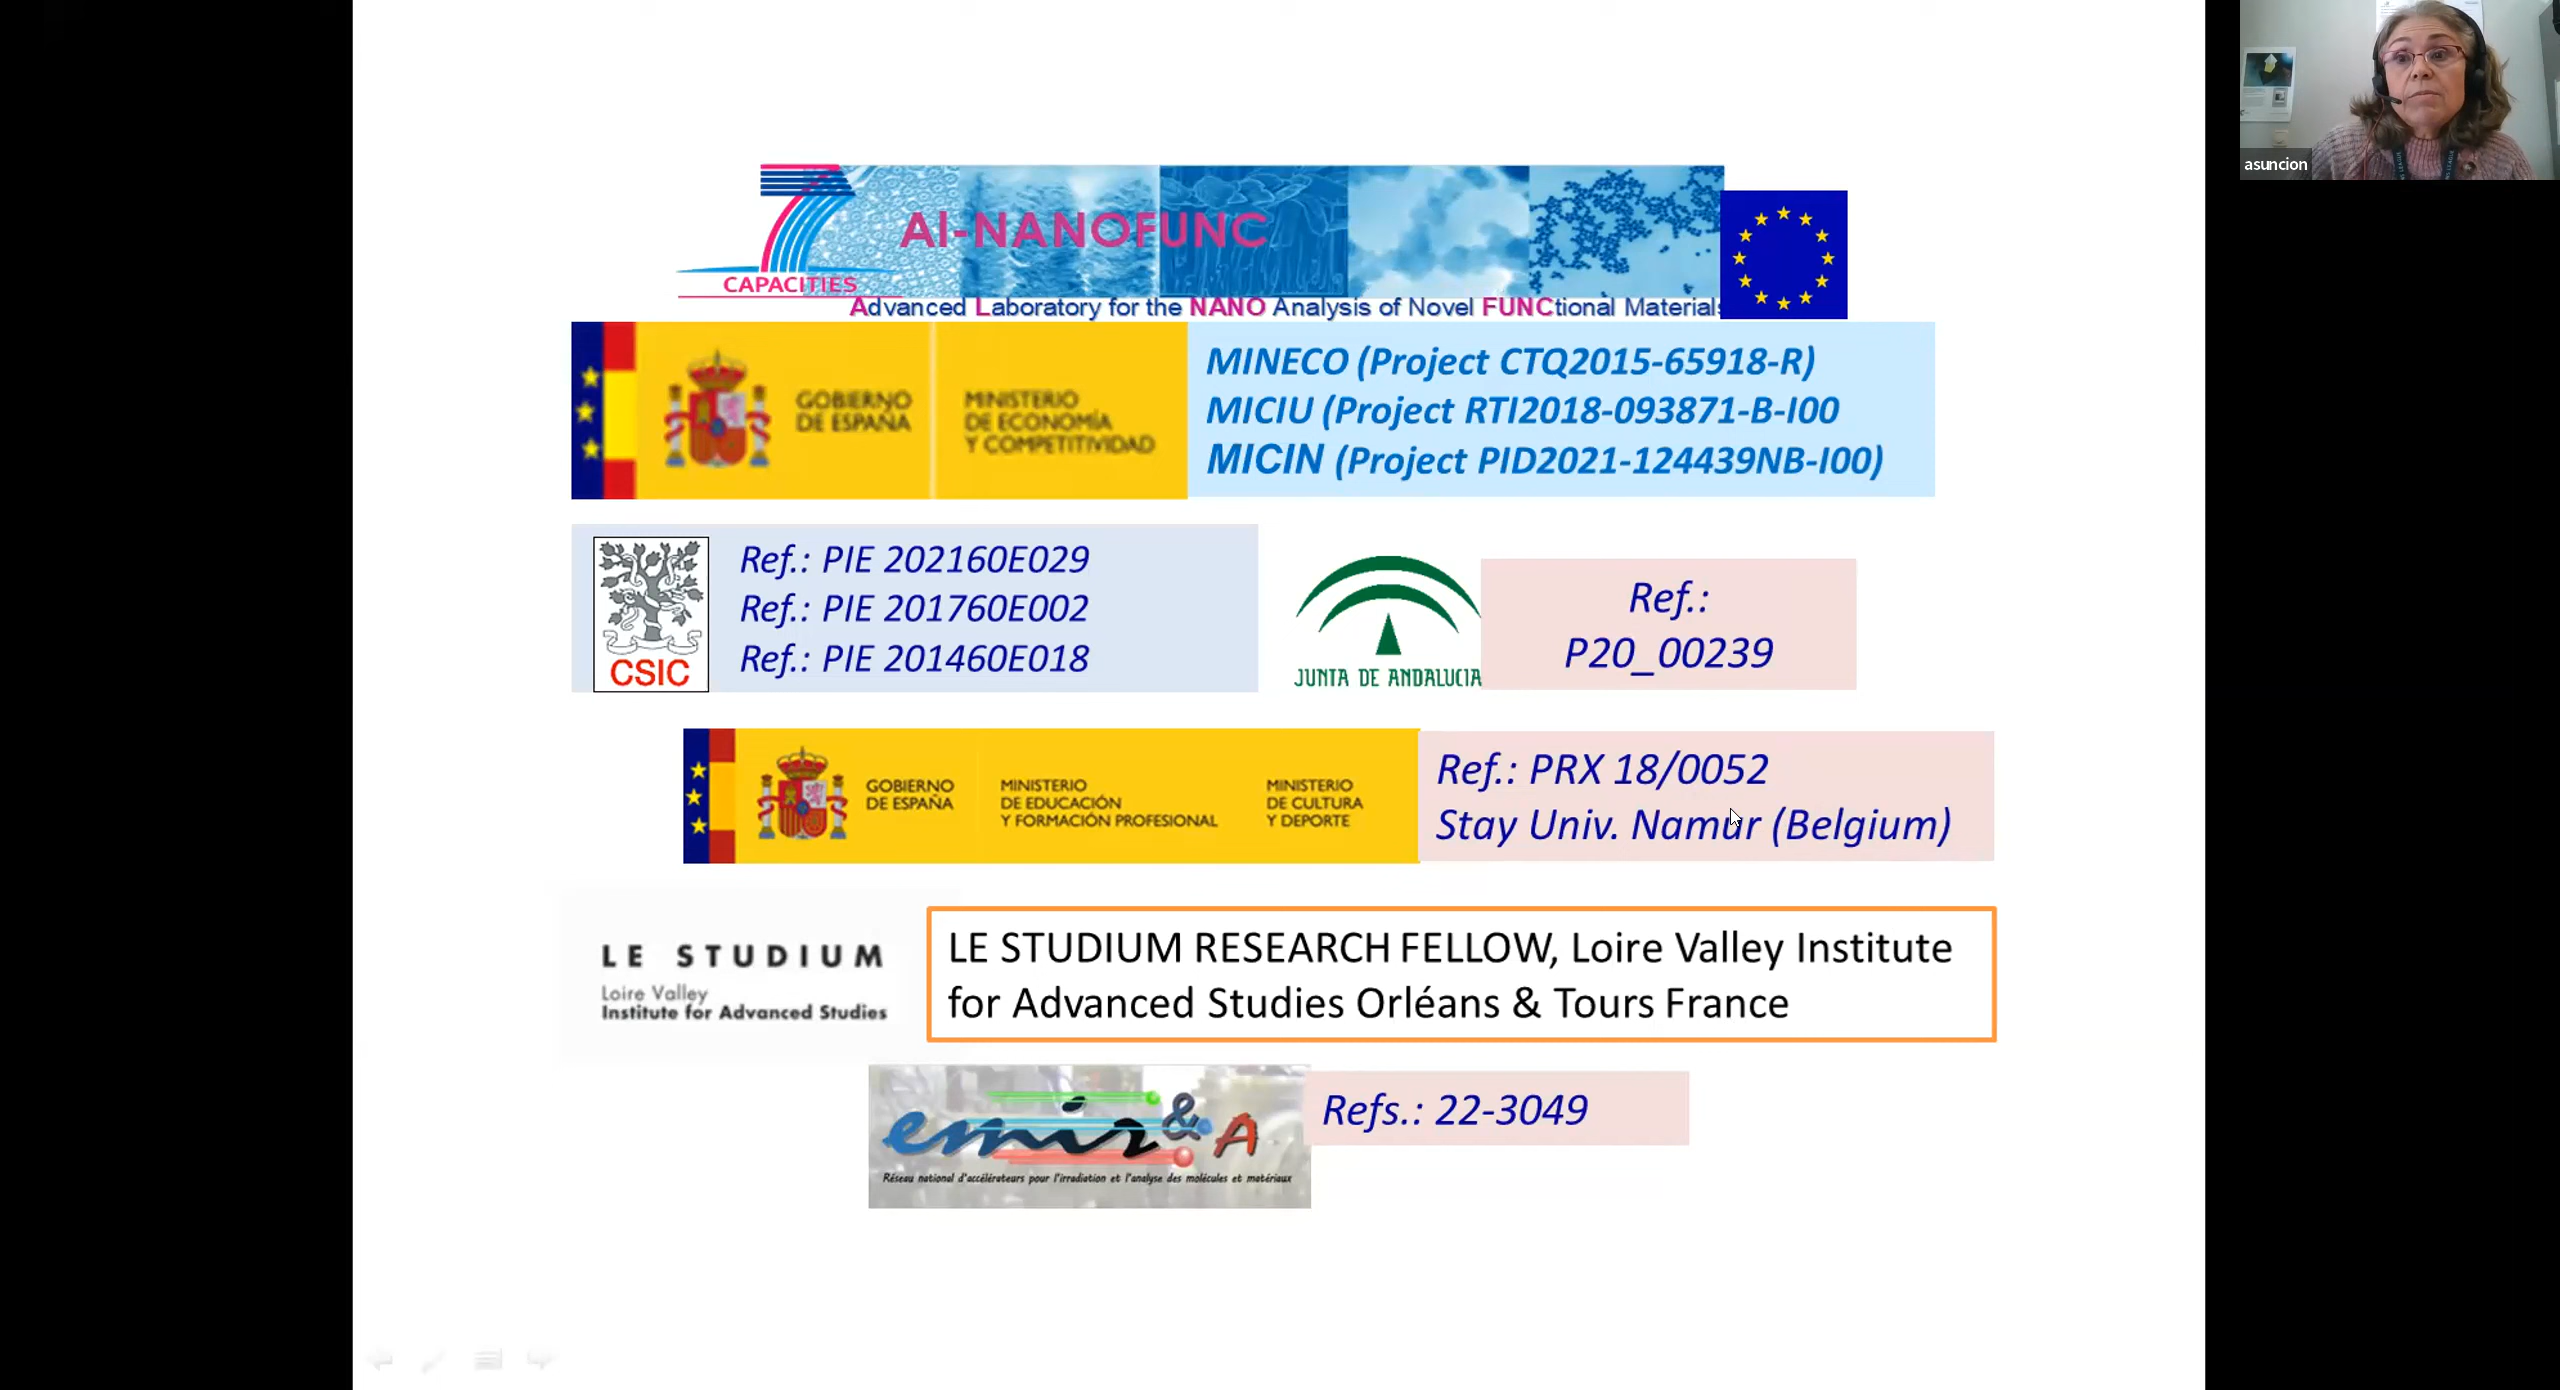 asuncion
Al-NANOFUNC
CAPACITIES
Advanced Laboratory for the NANO Analysis of Novel FUNCtional Materials
GOBIERNO
DE ESPAÑA
MINISTERIO
DE ECONOMÍA
Y COMPETITIVIDAD
MINECO (Project CTQ2015-65918-R)
MICIU (Project RTI2018-093871-B-I00
MICIN (Project PID2021-124439NB-I00)
CSIC
Ref.: PIE 202160E029
Ref.: PIE 201760E002
Ref.: PIE 201460E018
JUNTA DE ANDALUCIA
Ref.:
P20_00239
GOBIERNO
DE ESPAÑA
MINISTERIO
DE EDUCACIÓN
Y FORMACIÓN PROFESIONAL
MINISTERIO
DE CULTURA
Y DEPORTE
Ref.: PRX 18/0052
Stay Univ. Namur (Belgium)
LE STUDIUM
Loire Valley
Institute for Advanced Studies
LE STUDIUM RESEARCH FELLOW, Loire Valley Institute
for Advanced Studies Orléans & Tours France
emir&A
Réseau national d'accélérateurs pour l'irradiation et l'analyse des molécules et matériaux
Refs.: 22-3049